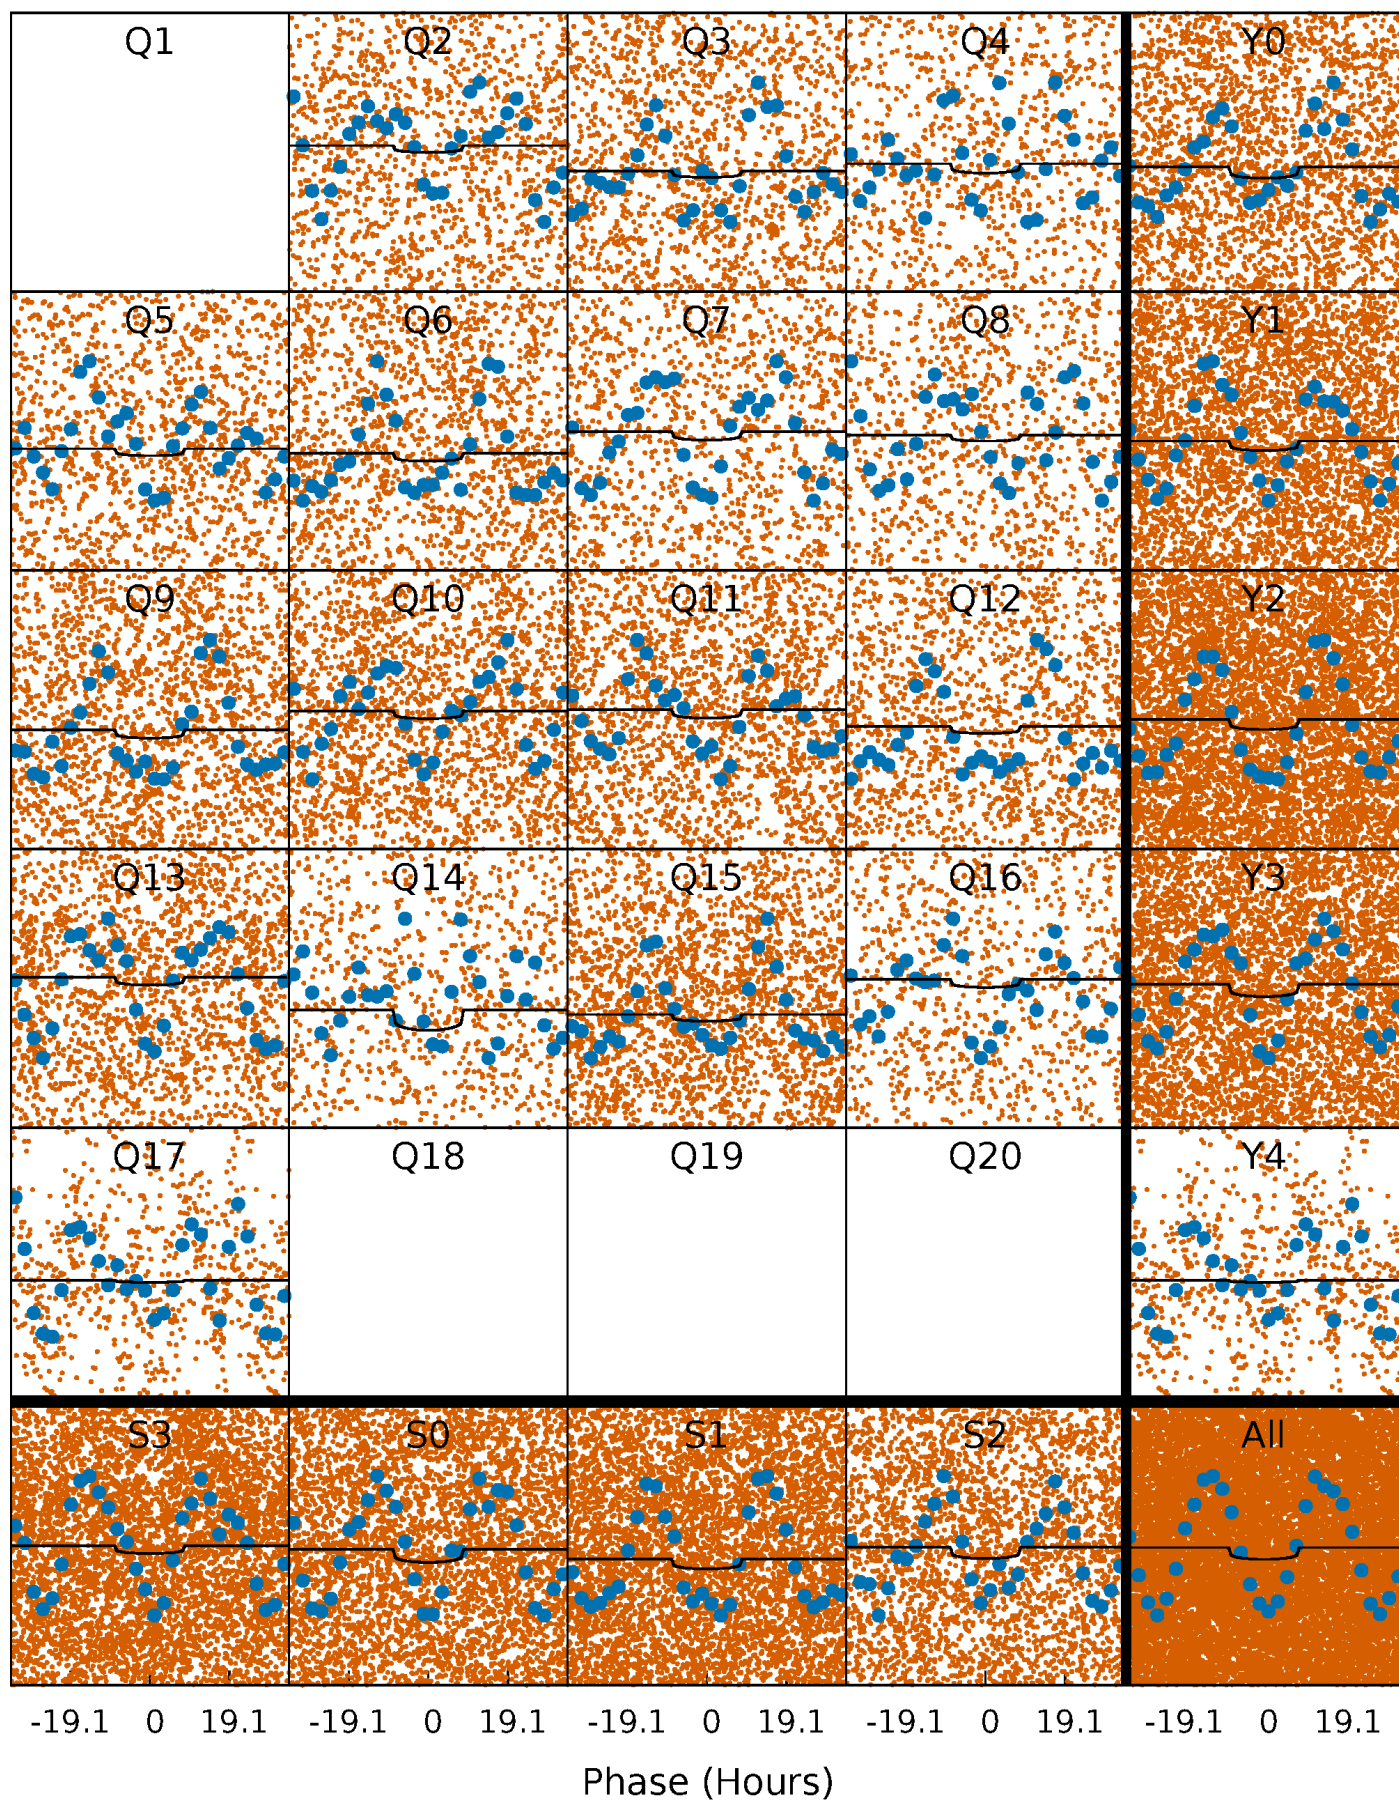 Q1 Q2 Q3 Q4 Y0
Q5 Q6 Q7 Q8 Y1
Q9 Q10 Q11 Q12 Y2
Q13 Q14 Q15 Q16 Y3
Q17 Q18 Q19 Q20 Y4
S3 S0 S1 S2 All
-19.1 0 19.1 -19.1 0 19.1 -19.1 0 19.1 -19.1 0 19.1 -19.1 0 19.1
Phase (Hours)